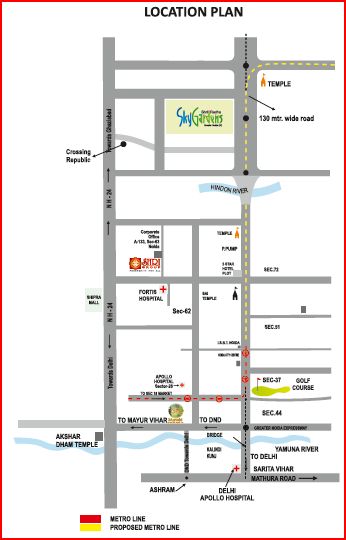 LOCATION PLAN
Towards Ghaziabad
TEMPLE
Shri Radha
Sky Gardens
130 mtr. wide road
Crossing
Republic
NH - 24
HINDON RIVER
Corporate
Office
A-133, Sec-63
Noida
TEMPLE
P.PUMP
5 STAR
HOTEL
PLOT
SEC.73
SHIPRA
MALL
FORTIS
HOSPITAL
SAI
TEMPLE
Sec-62
NH - 24
SEC.51
Towards Delhi
APOLLO
HOSPITAL
Sector-26
SEC-37
GOLF
COURSE
TO SEC 18 MARKET
SEC.44
TO MAYUR VIHAR
TO DND
GREATER NOIDA EXPRESSWAY
AKSHAR
DHAM TEMPLE
DND Towards Delhi
BRIDGE
KALINDI
KUNJ
YAMUNA RIVER
TO DELHI
SARITA VIHAR
MATHURA ROAD
ASHRAM
DELHI
APOLLO HOSPITAL
METRO LINE
PROPOSED METRO LINE